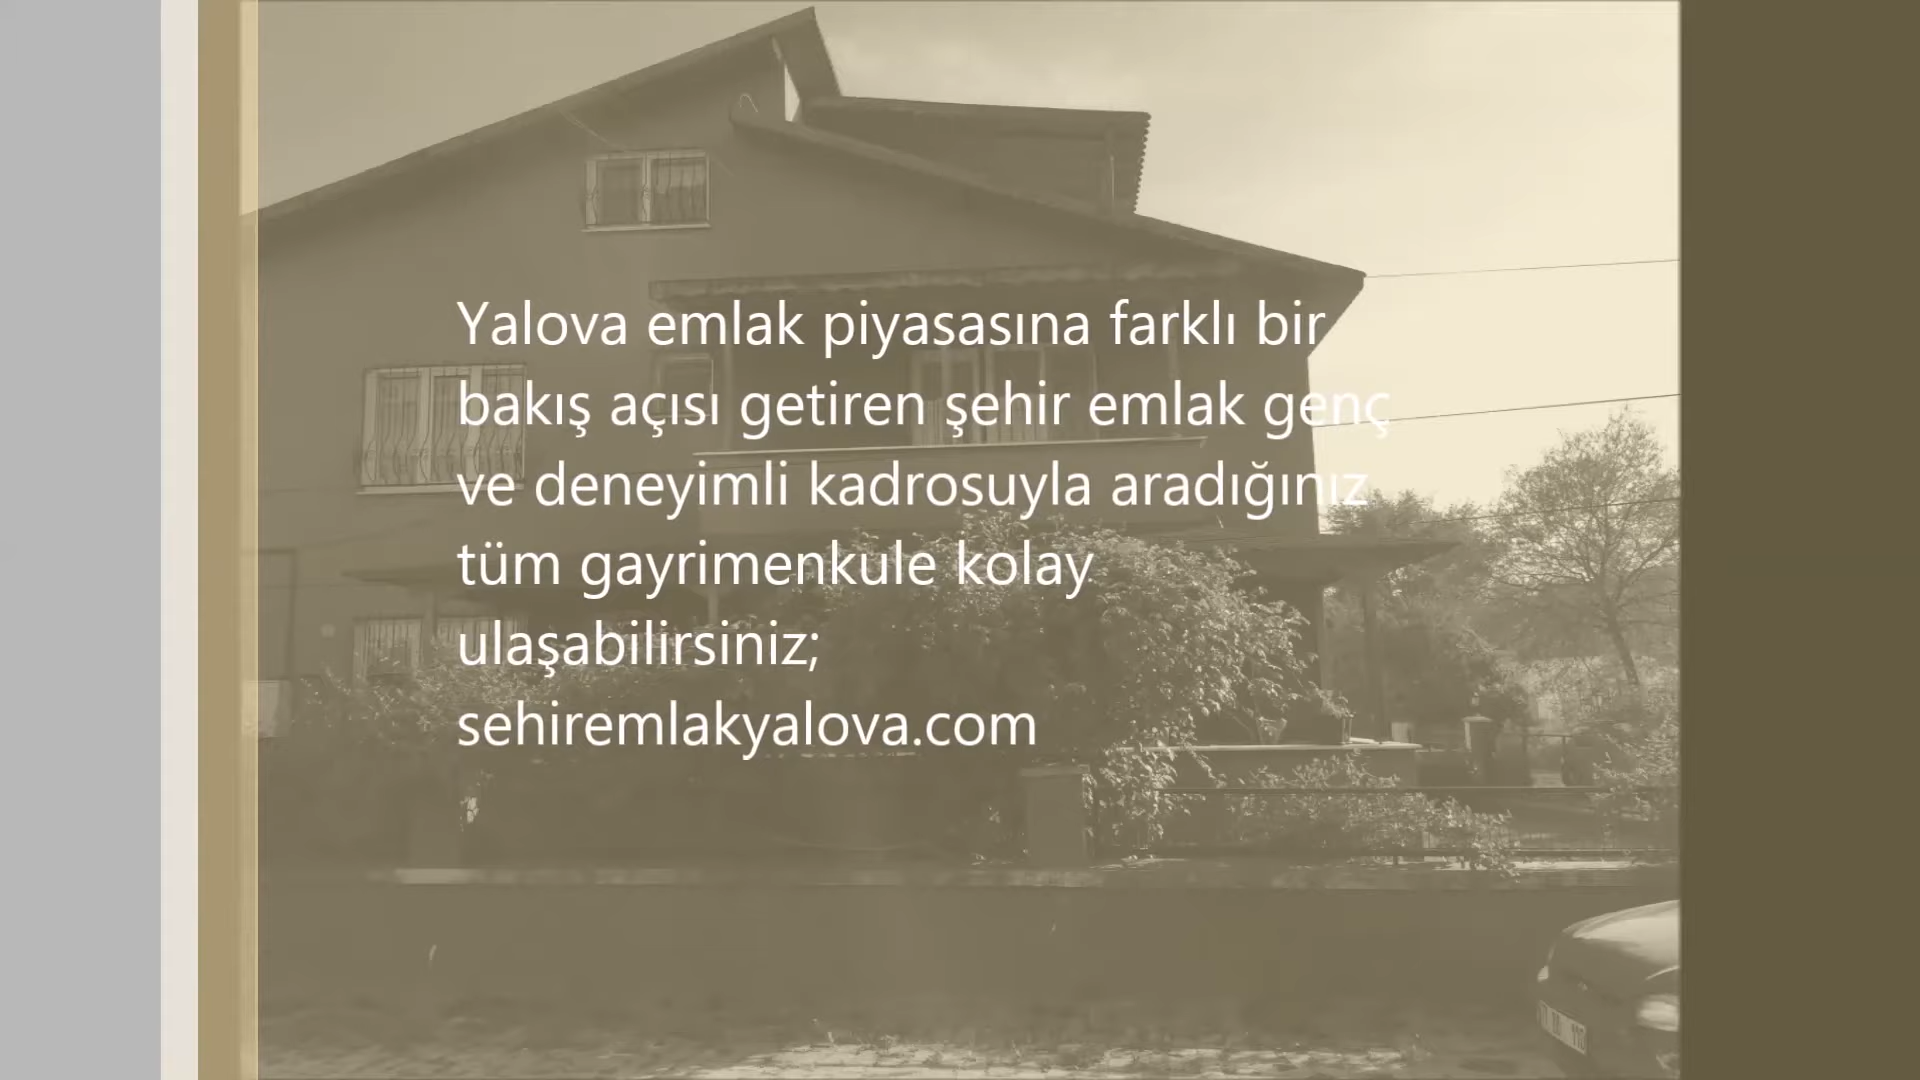 Yalova emlak piyasasına farklı bir
bakış açısı getiren şehir emlak genç
ve deneyimli kadrosuyla aradığınız
tüm gayrimenkule kolay
ulaşabilirsiniz;
sehiremlakyalova.com